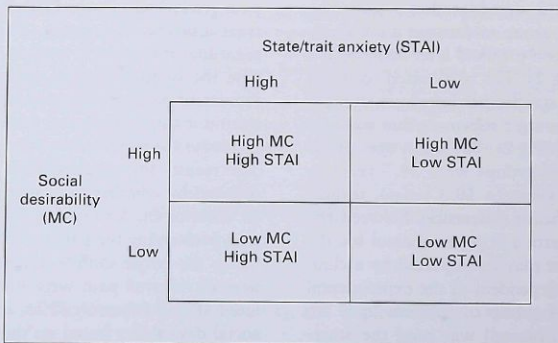 State/trait anxiety (STAI)
High Low
High
High MC
High STAI
High MC
Low STAI
Social
desirability
(MC)
Low
Low MC
High STAI
Low MC
Low STAI